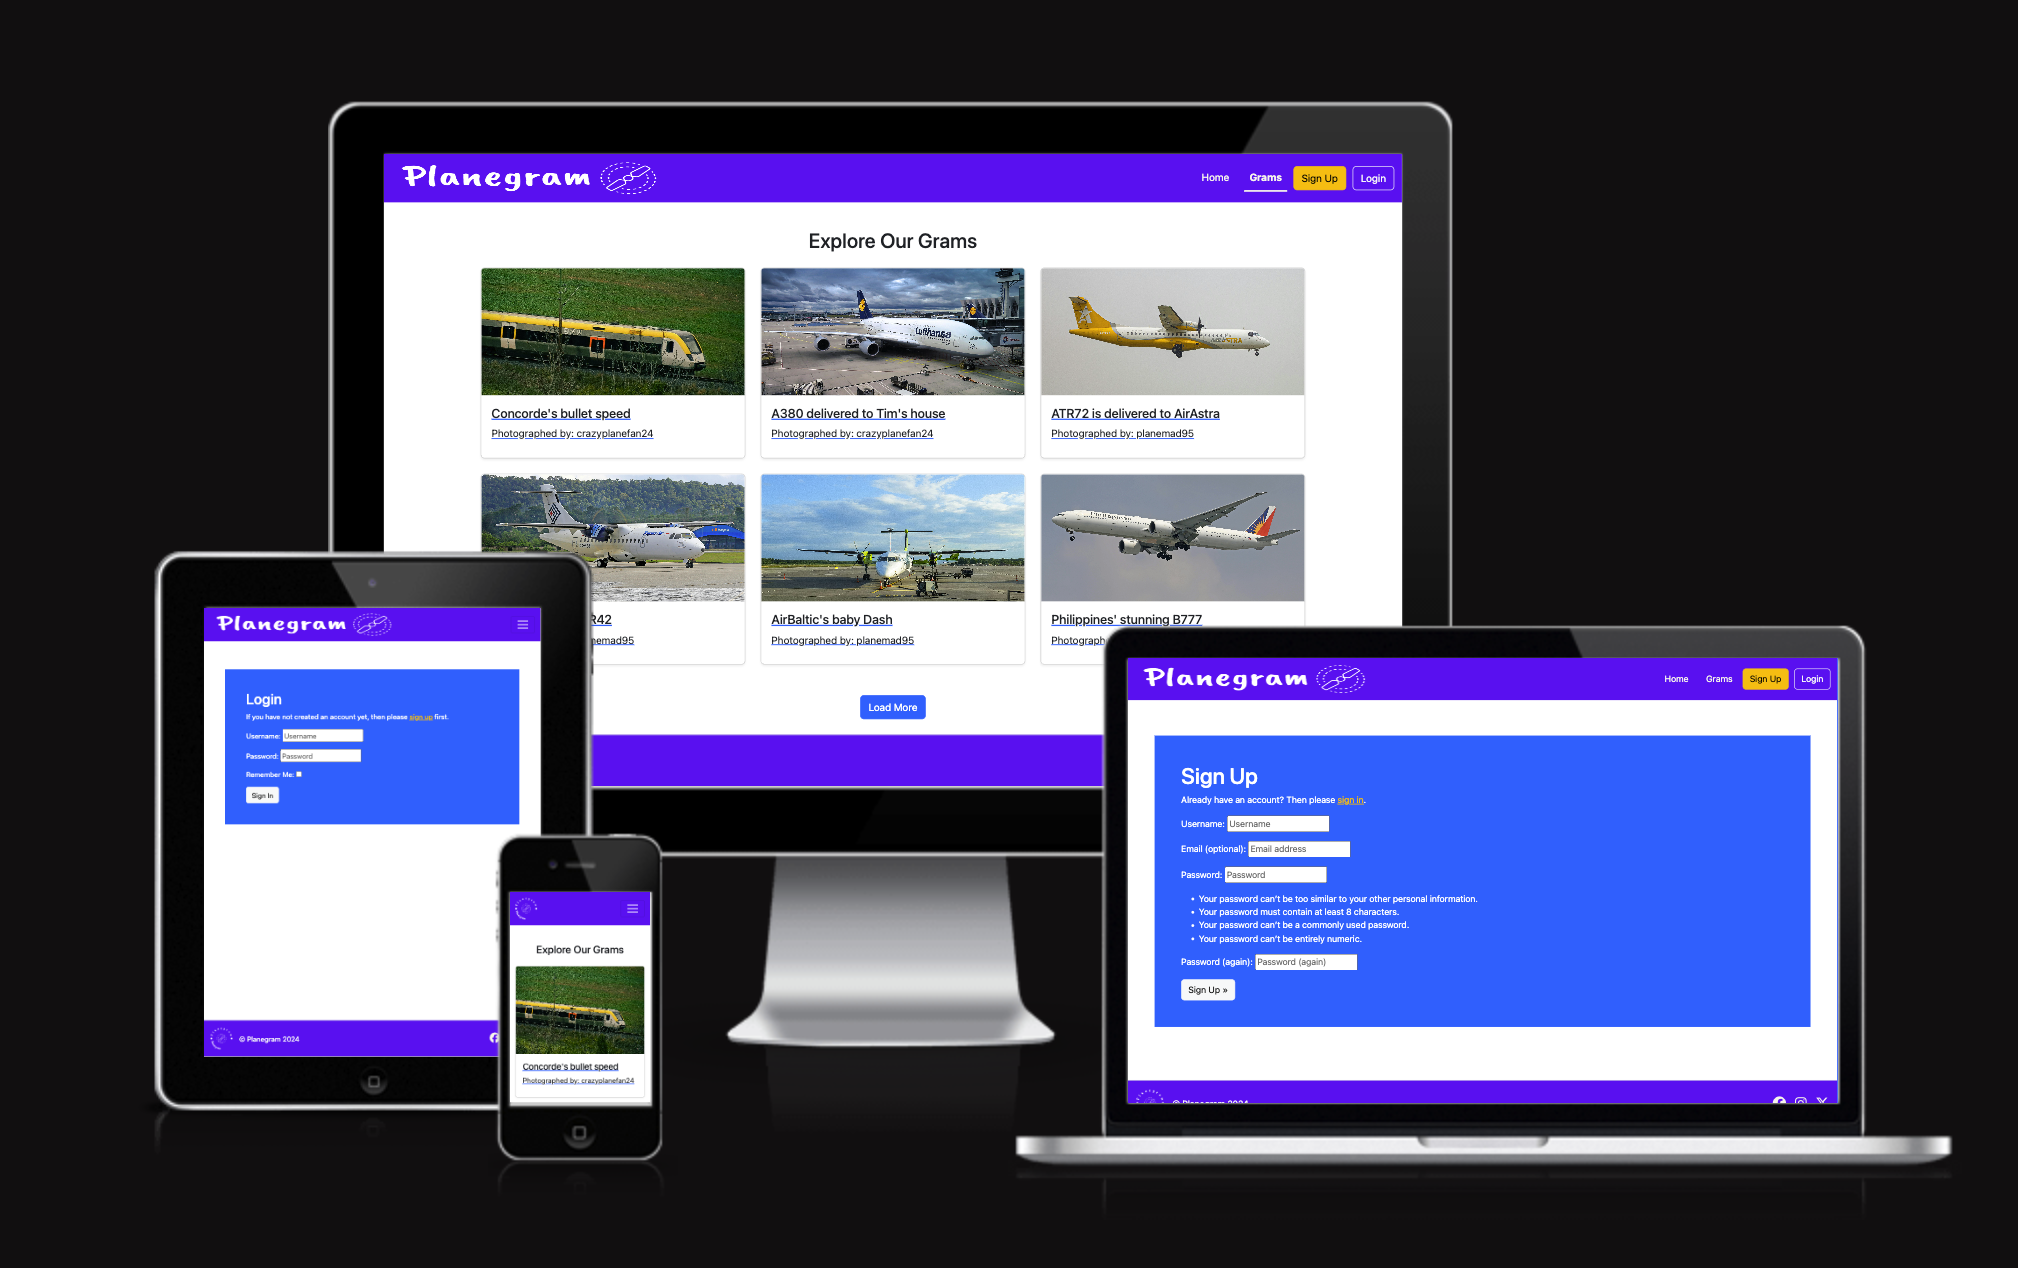 Planegram
Home Grams Sign Up Login
Explore Our Grams
Lufthansa
Concorde's bullet speed
Photographed by: crazyplanefan24
A380 delivered to Tim's house
Photographed by: crazyplanefan24
ATR72 is delivered to AirAstra
Photographed by: planemad95
R42
nemad95
AirBaltic's baby Dash
Photographed by: planemad95
Philippines' stunning B777
Photograp
Load More
Planegram
Login
If you have not created an account yet, then please sign up first.
Username: Username
Password: Password
Remember Me:
Sign In
© Planegram 2024
Explore Our Grams
Concorde's bullet speed
Photographed by: crazyplanefan24
Planegram
Home Grams Sign Up Login
Sign Up
Already have an account? Then please sign in.
Username: Username
Email (optional): Email address
Password: Password
• Your password can't be too similar to your other personal information.
• Your password must contain at least 8 characters.
• Your password can't be a commonly used password.
• Your password can't be entirely numeric.
Password (again): Password (again)
Sign Up »
© Planegram 2024